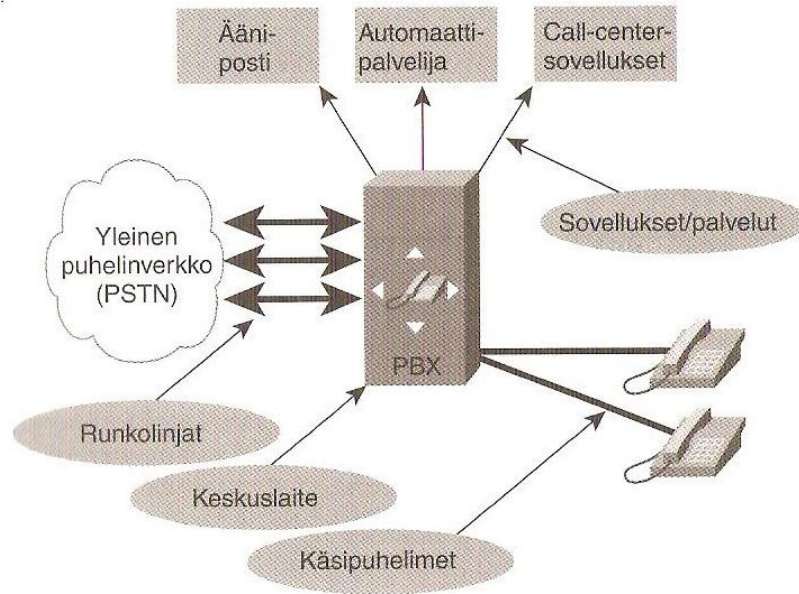 Ääni-
posti
Automaatti-
palvelija
Call-center-
sovellukset
Sovellukset/palvelut
Yleinen
puhelinverkko
(PSTN)
PBX
Runkolinjat
Keskuslaite
Käsipuhelimet